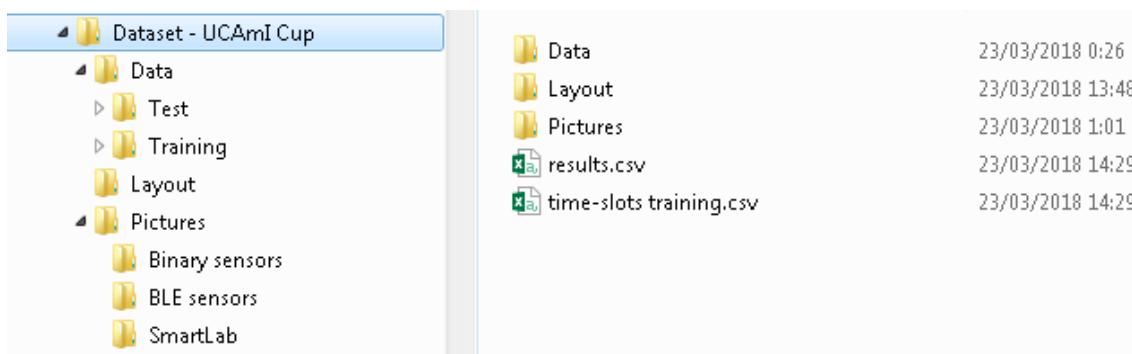 Dataset - UCAmI Cup
Data
Test
Training
Layout
Pictures
Binary sensors
BLE sensors
SmartLab
Data 23/03/2018 0:26
Layout 23/03/2018 13:48
Pictures 23/03/2018 1:01
results.csv 23/03/2018 14:29
time-slots training.csv 23/03/2018 14:29